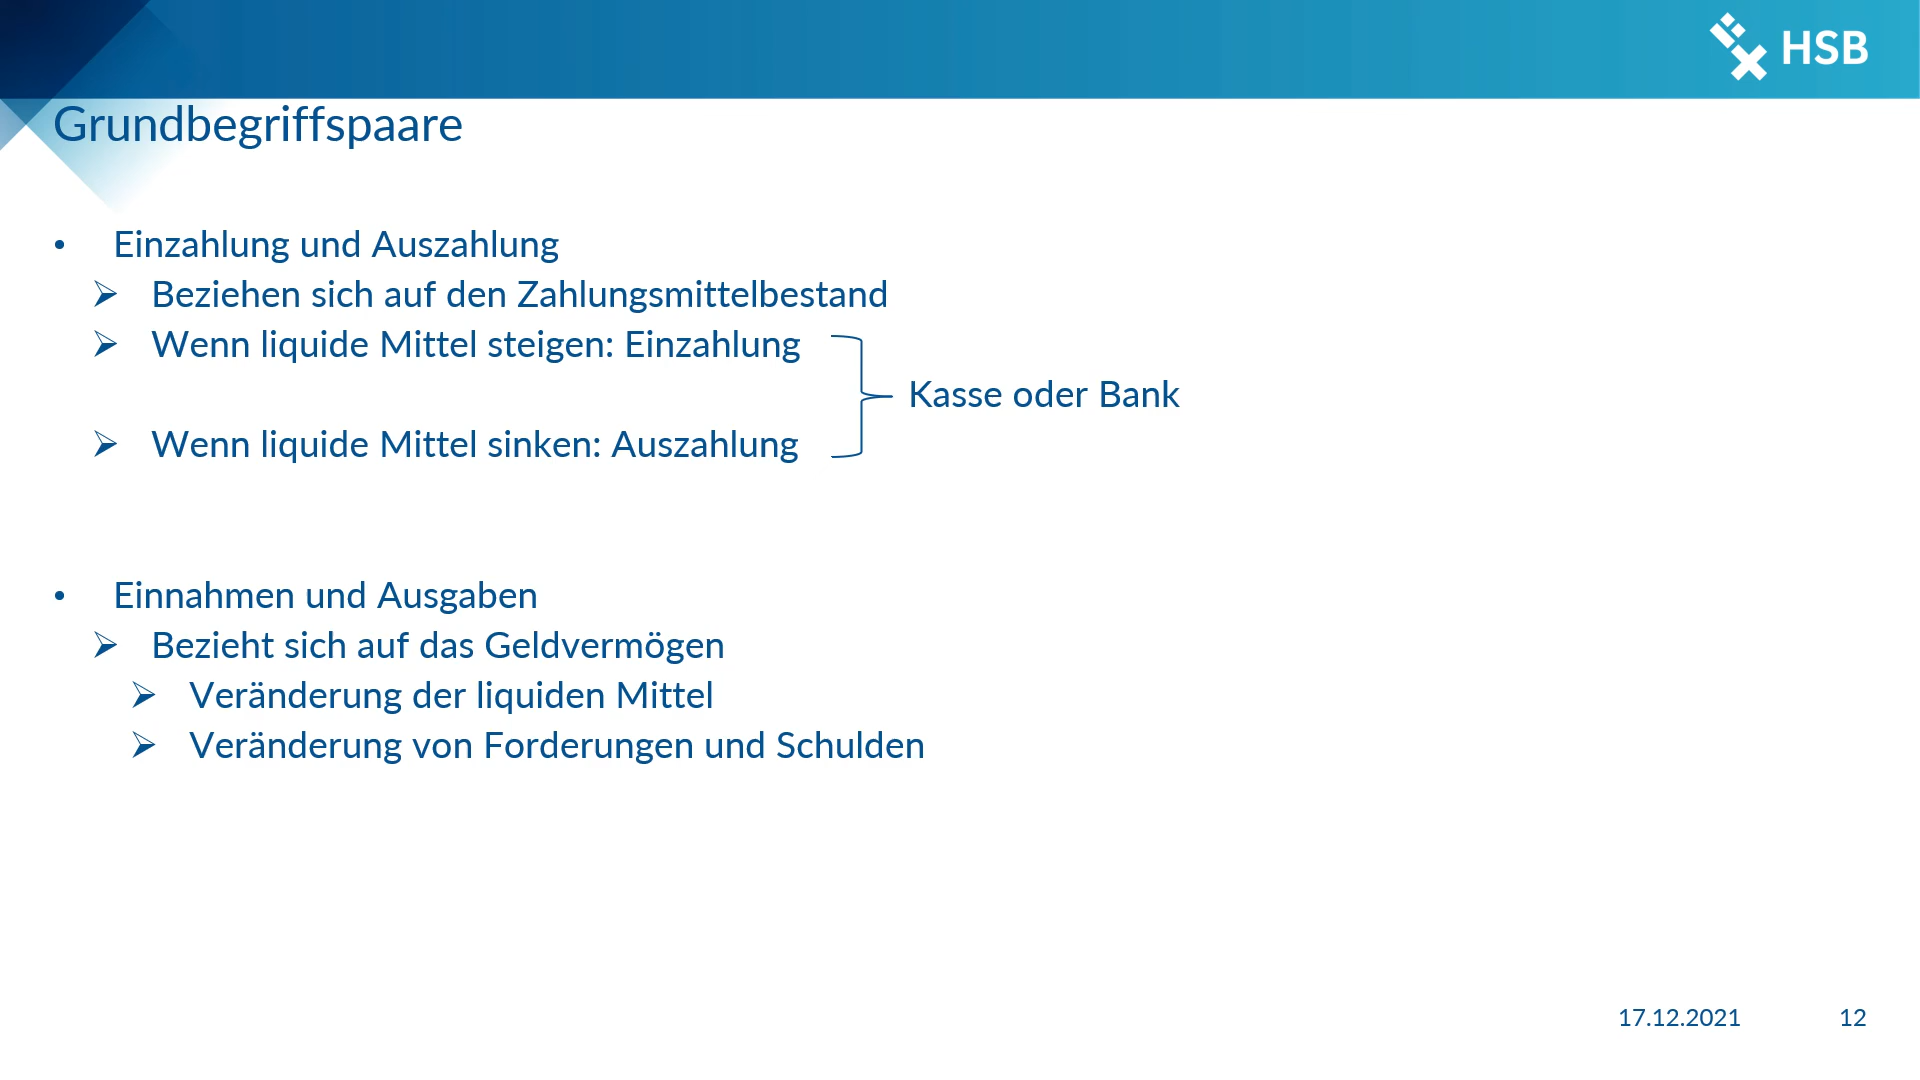 HSB
Grundbegriffspaare
• Einzahlung und Auszahlung
➢ Beziehen sich auf den Zahlungsmittelbestand
➢ Wenn liquide Mittel steigen: Einzahlung
Kasse oder Bank
➢ Wenn liquide Mittel sinken: Auszahlung
• Einnahmen und Ausgaben
➢ Bezieht sich auf das Geldvermögen
➢ Veränderung der liquiden Mittel
➢ Veränderung von Forderungen und Schulden
17.12.2021 12